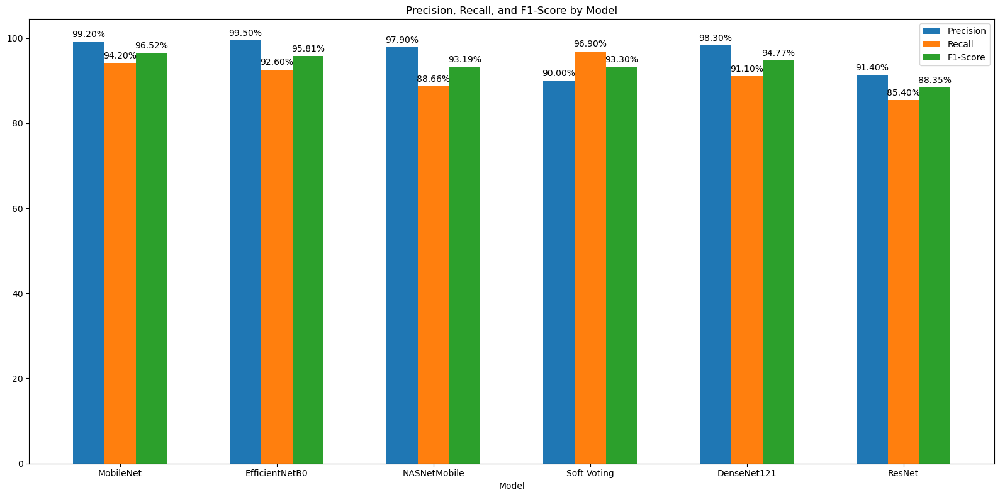 Precision, Recall, and F1-Score by Model
Precision
Recall
F1-Score
100
80
60
40
20
0
99.20%
94.20%
96.52%
99.50%
92.60%
95.81%
97.90%
88.66%
93.19%
90.00%
96.90%
93.30%
98.30%
91.10%
94.77%
91.40%
85.40%
88.35%
MobileNet
EfficientNetB0
NASNetMobile
Soft Voting
DenseNet121
ResNet
Model